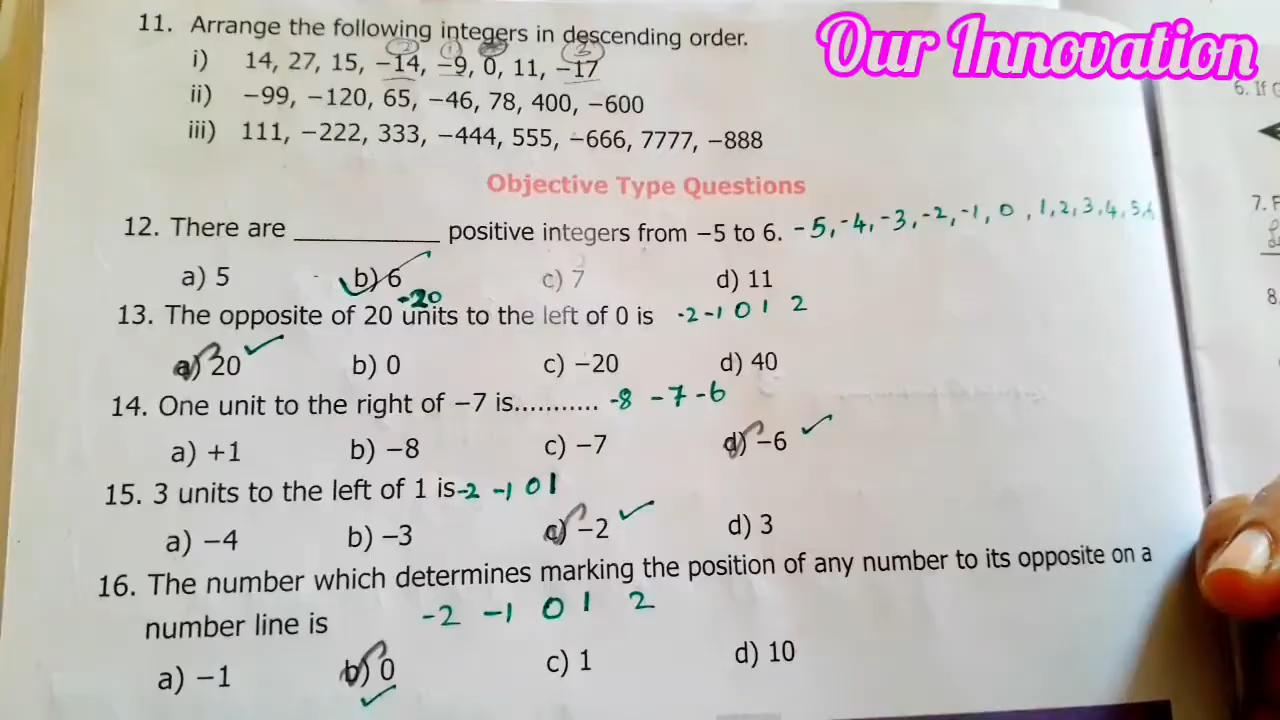 Our Innovation
11. Arrange the following integers in descending order.
i) 14, 27, 15, −14, −9, 0, 11, −17
ii) −99, −120, 65, −46, 78, 400, −600
iii) 111, −222, 333, −444, 555, −666, 7777, −888
Objective Type Questions
12. There are __________ positive integers from −5 to 6. -5, -4, -3, -2, -1, 0, 1, 2, 3, 4, 5, 6
a) 5 b) 6 c) 7 d) 11
-20
13. The opposite of 20 units to the left of 0 is -2 -1 0 1 2
a) 20 b) 0 c) −20 d) 40
14. One unit to the right of −7 is........... -8 -7 -6
a) +1 b) −8 c) −7 d) −6
15. 3 units to the left of 1 is -2 -1 0 1
a) −4 b) −3 c) −2 d) 3
16. The number which determines marking the position of any number to its opposite on a
number line is -2 -1 0 1 2
a) −1 b) 0 c) 1 d) 10
6. If
7.
8.